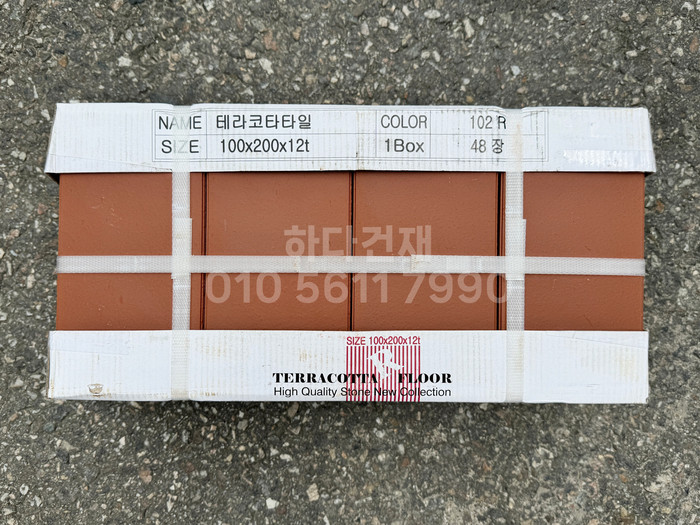 NAME 테라코타타일 COLOR 102 R
SIZE 100x200x12t 1Box 48 장
한다건재
010 5611 7990
SIZE 100x200x12t
TERRACOTTA FLOOR
High Quality Stone New Collection